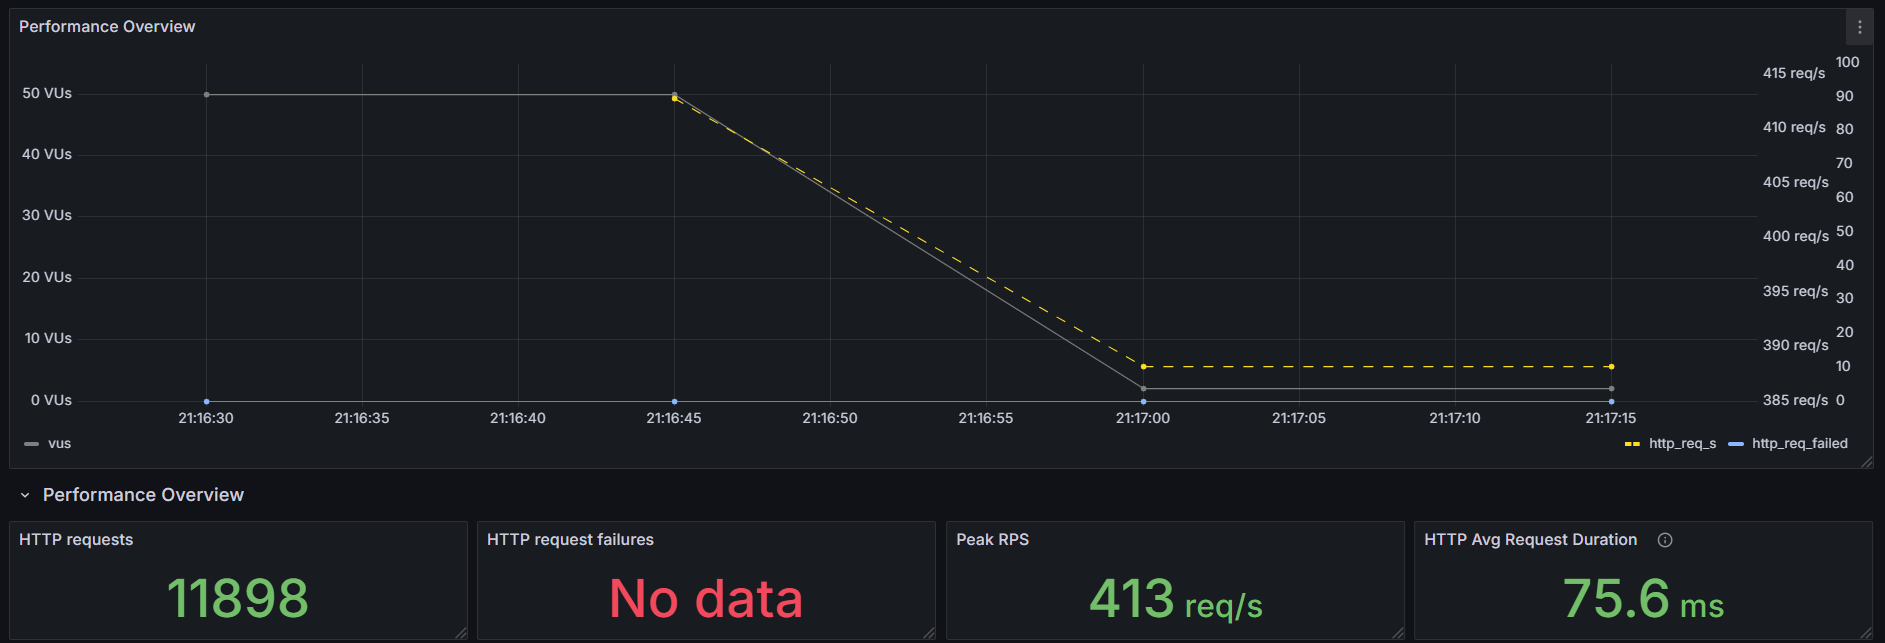 Performance Overview
50 VUs
40 VUs
30 VUs
20 VUs
10 VUs
0 VUs
415 req/s
410 req/s
405 req/s
400 req/s
395 req/s
390 req/s
385 req/s
100
90
80
70
60
50
40
30
20
10
0
21:16:30 21:16:35 21:16:40 21:16:45 21:16:50 21:16:55 21:17:00 21:17:05 21:17:10 21:17:15
vus http_req_s http_req_failed
Performance Overview
HTTP requests
11898
HTTP request failures
No data
Peak RPS
413 req/s
HTTP Avg Request Duration
75.6 ms